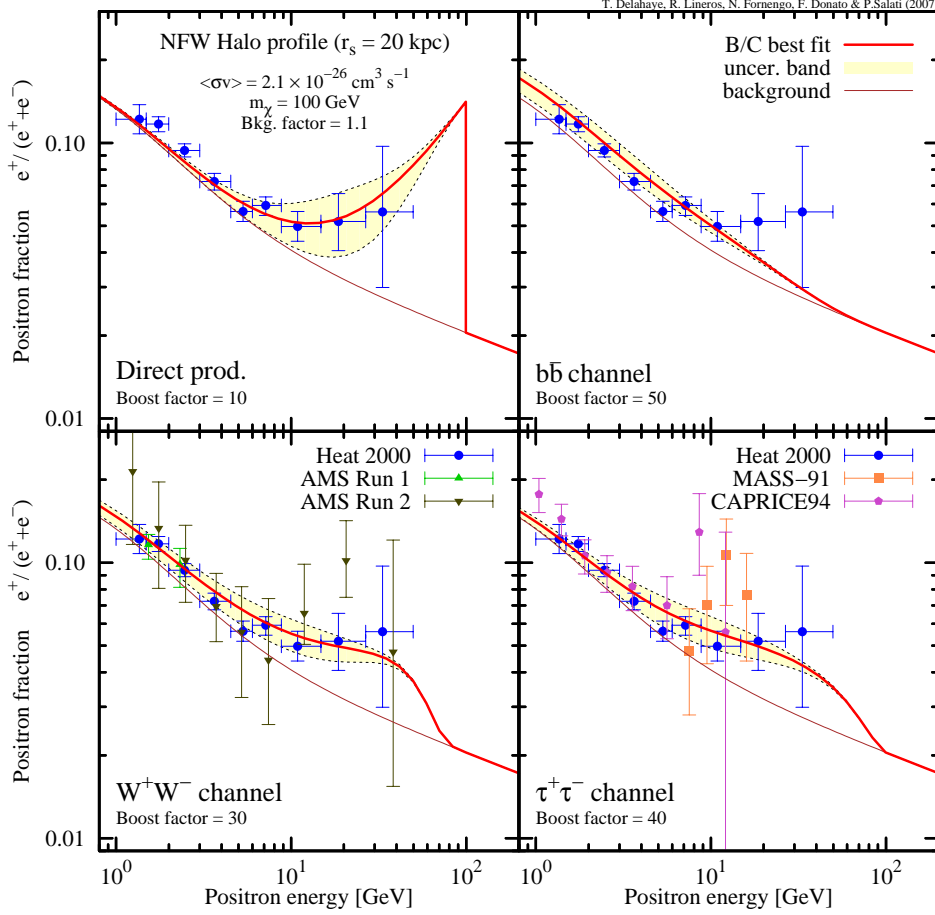 T. Delahaye, R. Lineros, N. Fornengo, F. Donato & P.Salati (2007
NFW Halo profile (r_s = 20 kpc)
<σv> = 2.1 × 10^−26 cm^3 s^−1
m_χ = 100 GeV
Bkg. factor = 1.1
Direct prod.
Boost factor = 10
B/C best fit
uncer. band
background
bb̄ channel
Boost factor = 50
0.10
0.01
e^+/ (e^++e^-)
Positron fraction
Heat 2000
AMS Run 1
AMS Run 2
W^+W^− channel
Boost factor = 30
Heat 2000
MASS−91
CAPRICE94
τ^+τ^− channel
Boost factor = 40
0.10
0.01
e^+/ (e^++e^-)
Positron fraction
10^0
10^1
10^2
Positron energy [GeV]
10^0
10^1
10^2
Positron energy [GeV]